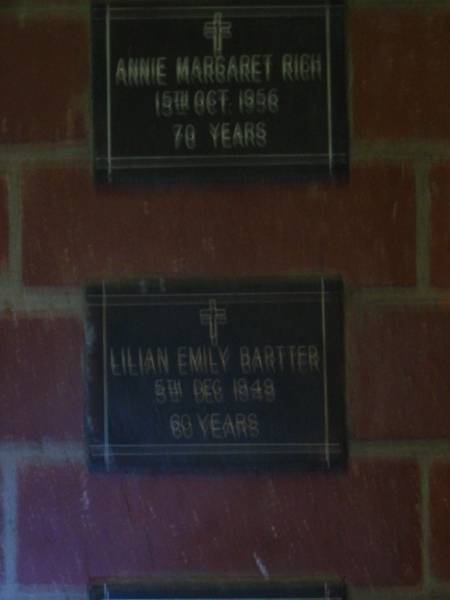 ANNIE MARGARET RICH
15TH OCT. 1956
70 YEARS
LILIAN EMILY BARTTER
5TH DEC 1949
60 YEARS